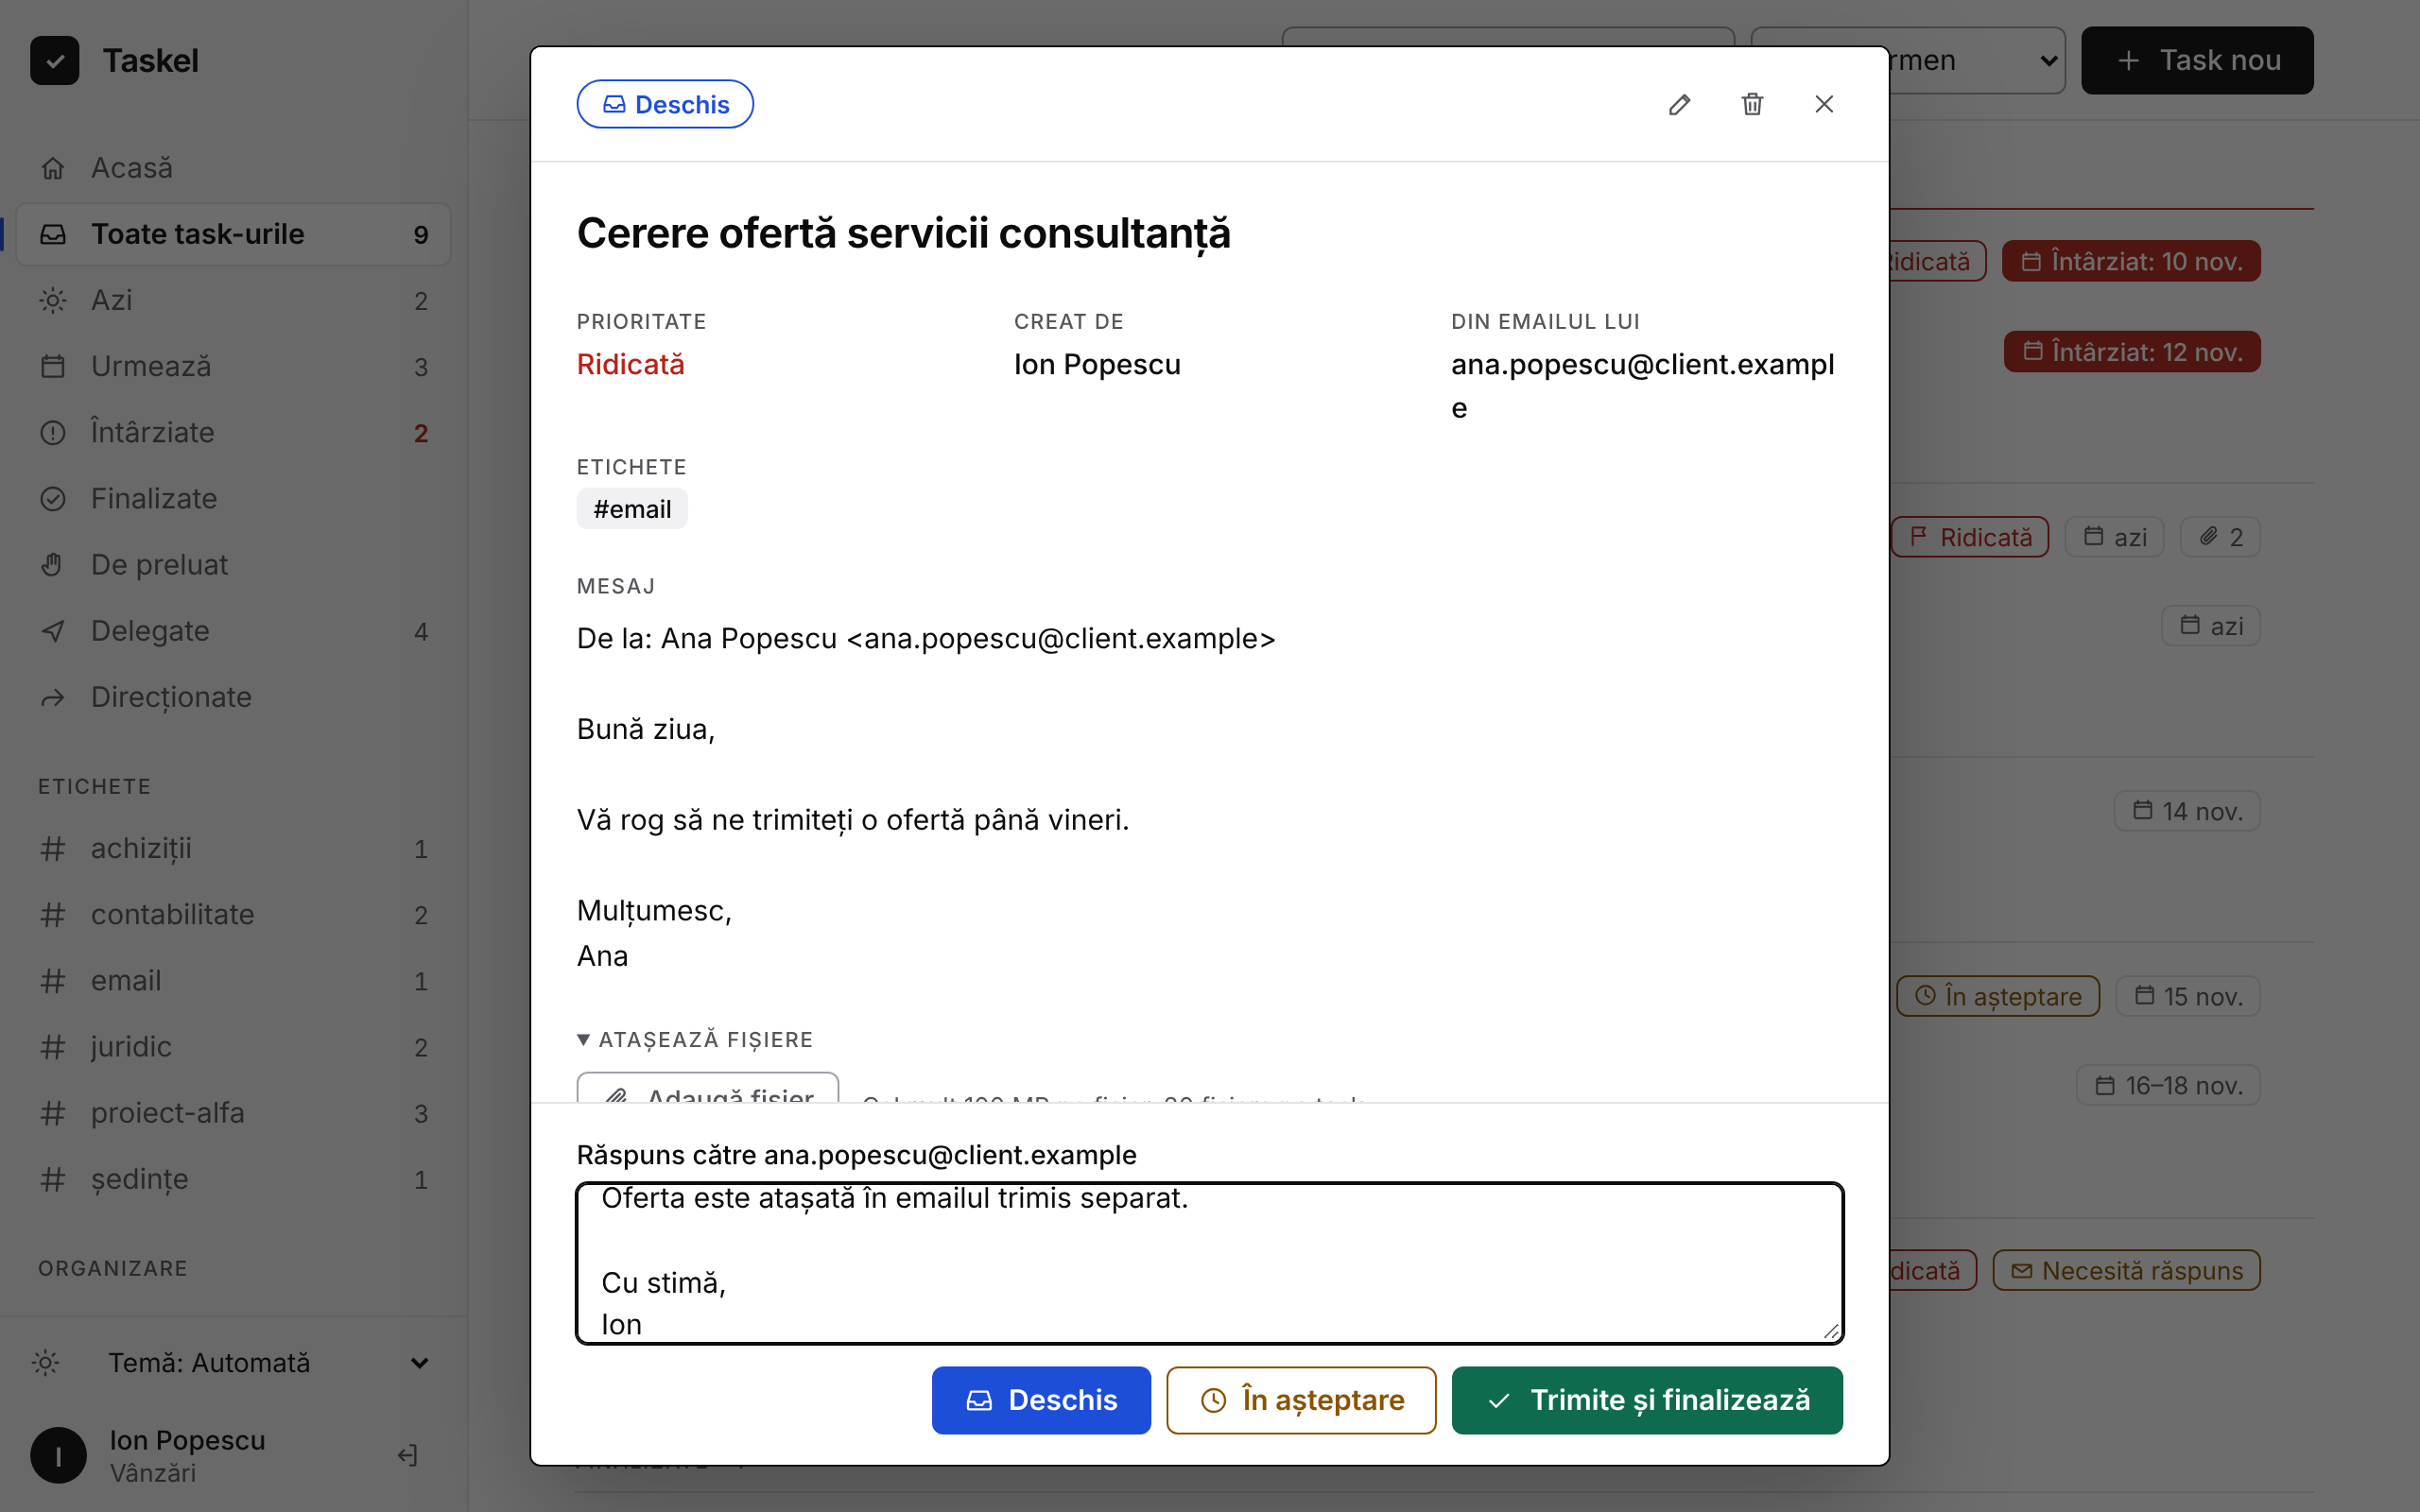 Taskel
Acasă
Toate task-urile 9
Azi 2
Urmează 3
Întârziate 2
Finalizate
De preluat
Delegate 4
Direcționate
ETICHETE
# achiziții 1
# contabilitate 2
# email 1
# juridic 2
# proiect-alfa 3
# ședințe 1
ORGANIZARE
Temă: Automată
I
Ion Popescu
Vânzări
Task nou
Întârziat: 10 nov.
Întârziat: 12 nov.
Ridicată azi 2
azi
14 nov.
În așteptare 15 nov.
16–18 nov.
Necesită răspuns
Deschis
Cerere ofertă servicii consultanță
PRIORITATE
Ridicată
CREAT DE
Ion Popescu
DIN EMAILUL LUI
ana.popescu@client.exampl
e
ETICHETE
#email
MESAJ
De la: Ana Popescu <ana.popescu@client.example>
Bună ziua,
Vă rog să ne trimiteți o ofertă până vineri.
Mulțumesc,
Ana
▼ ATAȘEAZĂ FIȘIERE
Adaugă fișier
Răspuns către ana.popescu@client.example
Oferta este atașată în emailul trimis separat.
Cu stimă,
Ion
Deschis
În așteptare
Trimite și finalizează